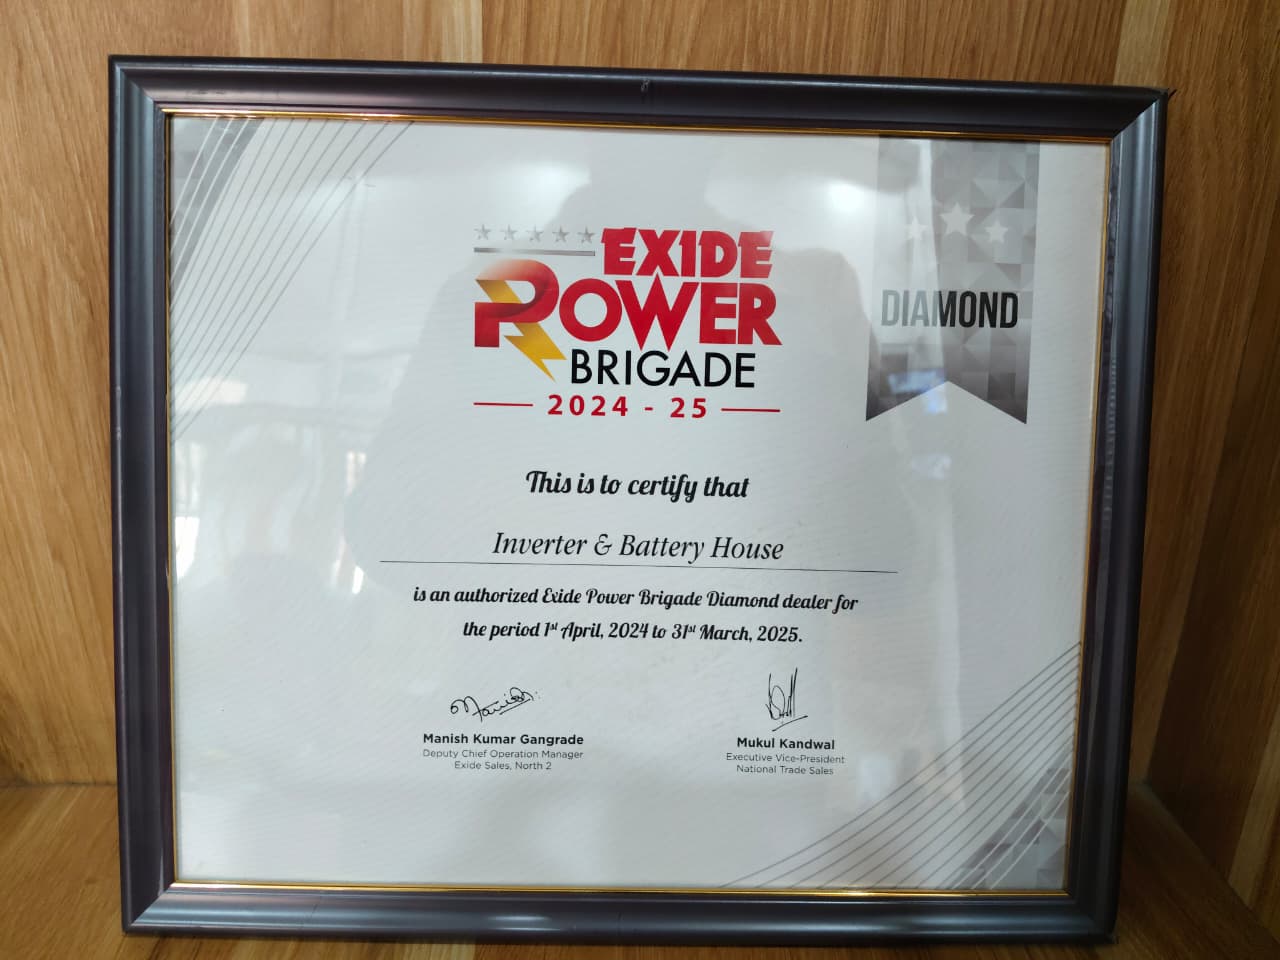 EXIDE
POWER
BRIGADE
2024 - 25
DIAMOND
This is to certify that
Inverter & Battery House
is an authorized Exide Power Brigade Diamond dealer for
the period 1st April, 2024 to 31st March, 2025.
Manish
Manish Kumar Gangrade
Deputy Chief Operation Manager
Exide Sales, North 2
Mukul Kandwal
Executive Vice-President
National Trade Sales